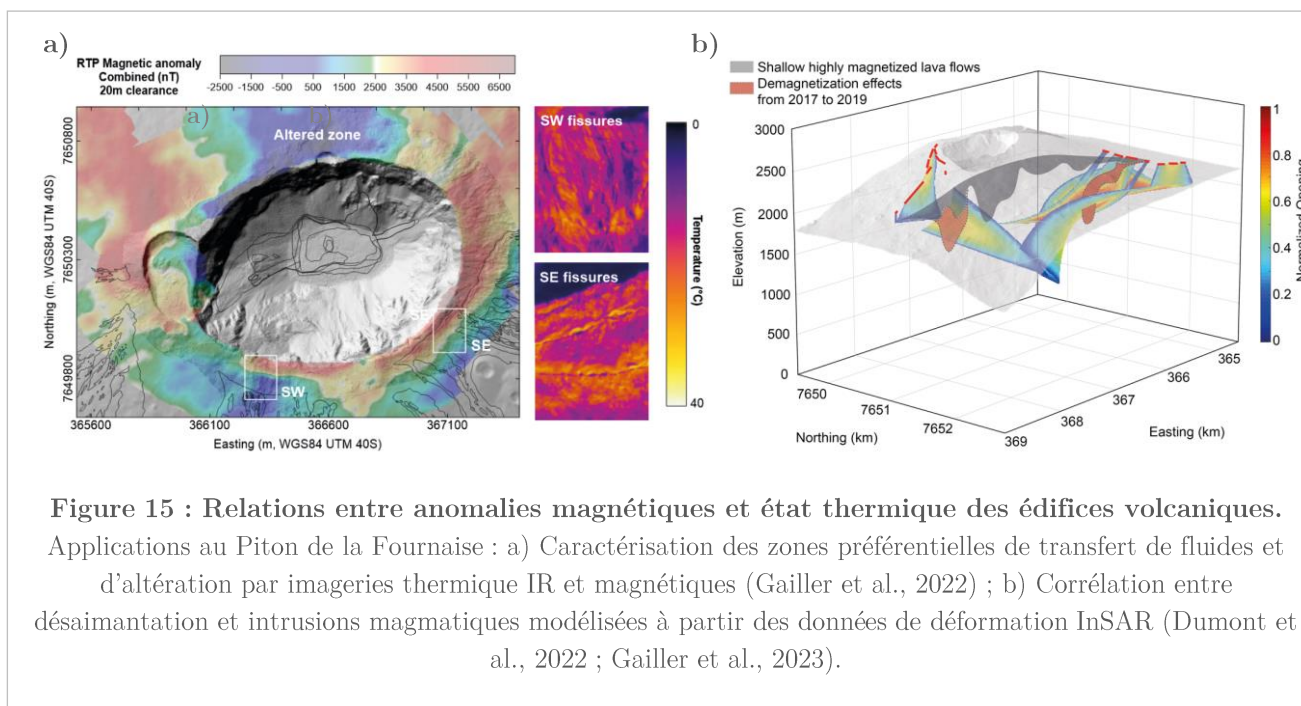 a)
RTP Magnetic anomaly
Combined (nT)
20m clearance
-2500 -1500 -500 500 1500 2500 3500 4500 5500 6500
a)
b)
Altered zone
7650800
7650300
7649800
Northing (m, WGS84 UTM 40S)
SE
SE
SW
365600 366100 366600 367100
Easting (m, WGS84 UTM 40S)
SW fissures
SE fissures
0
Temperature (°C)
40
b)
Shallow highly magnetized lava flows
Demagnetization effects
from 2017 to 2019
3000
2500
2000
1500
1000
500
0
Elevation (m)
7650
7651
7652
Northing (km)
369
368
367
366
365
Easting (km)
1
0.8
0.6
0.4
0.2
0
Normalized Opening
Figure 15 : Relations entre anomalies magnétiques et état thermique des édifices volcaniques.
Applications au Piton de la Fournaise : a) Caractérisation des zones préférentielles de transfert de fluides et
d'altération par imageries thermique IR et magnétiques (Gailler et al., 2022) ; b) Corrélation entre
désaimantation et intrusions magmatiques modélisées à partir des données de déformation InSAR (Dumont et
al., 2022 ; Gailler et al., 2023).